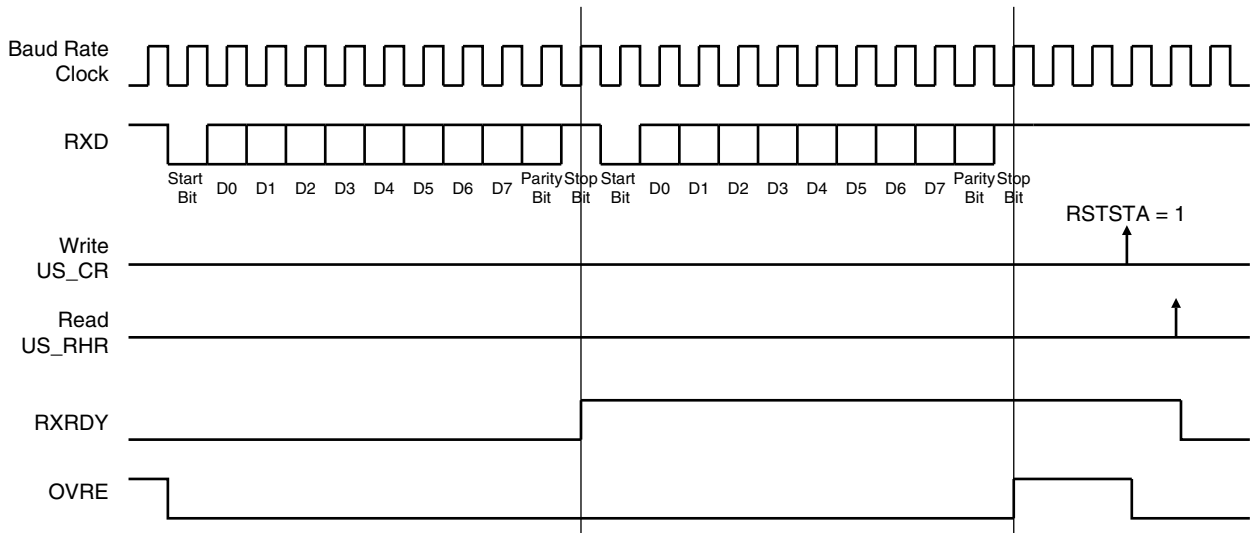 Baud Rate
Clock
RXD
Start
Bit
D0
D1
D2
D3
D4
D5
D6
D7
Parity
Bit
Stop
Bit
Start
Bit
D0
D1
D2
D3
D4
D5
D6
D7
Parity
Bit
Stop
Bit
RSTSTA = 1
Write
US_CR
Read
US_RHR
RXRDY
OVRE